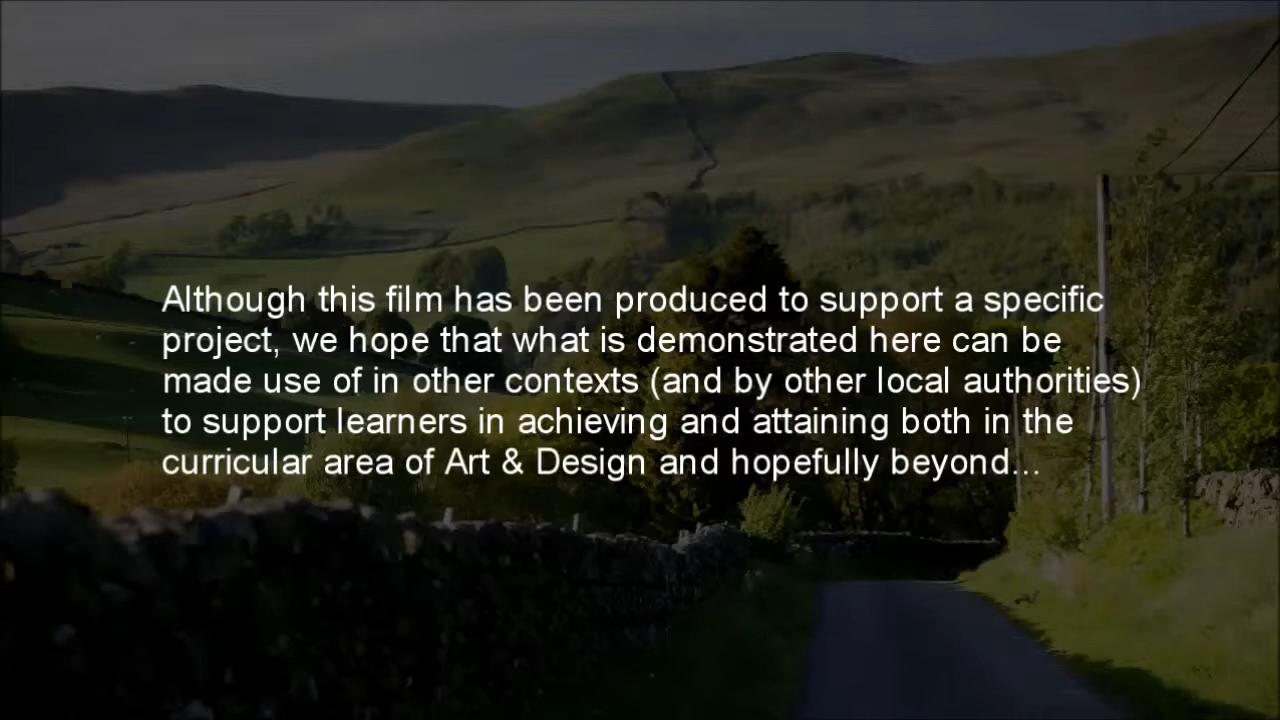 Although this film has been produced to support a specific
project, we hope that what is demonstrated here can be
made use of in other contexts (and by other local authorities)
to support learners in achieving and attaining both in the
curricular area of Art & Design and hopefully beyond...